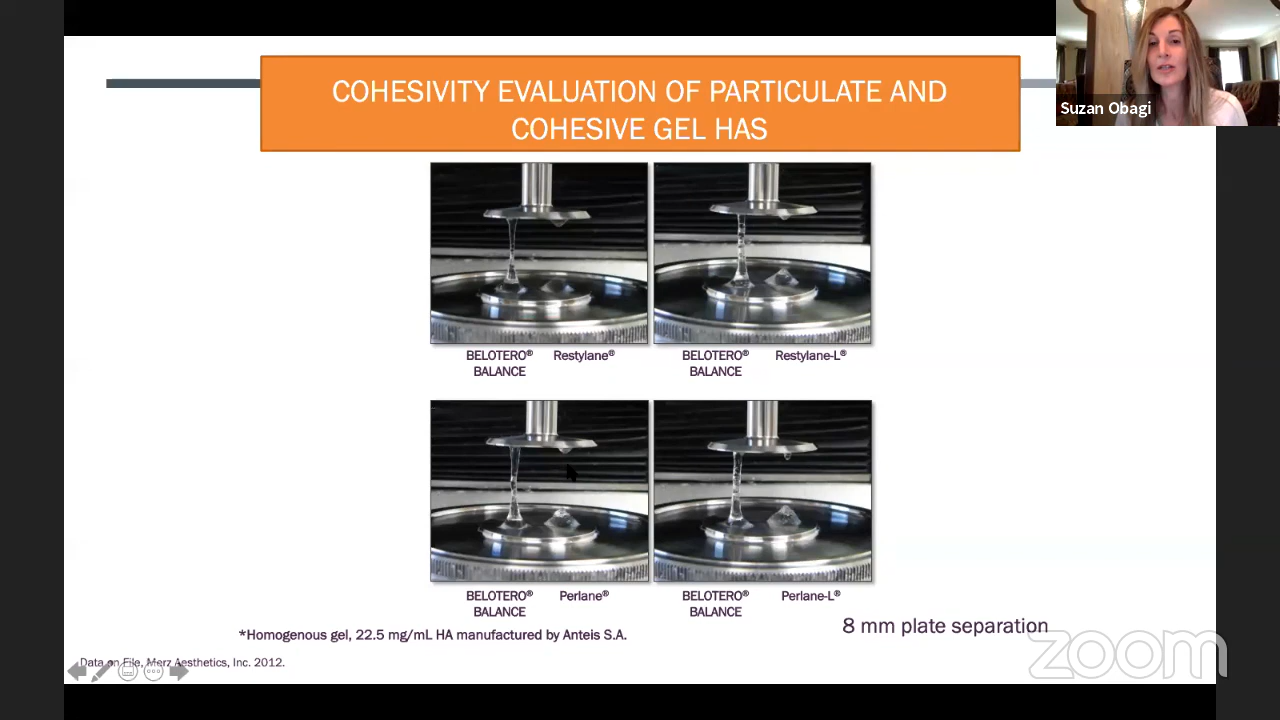 COHESIVITY EVALUATION OF PARTICULATE AND
COHESIVE GEL HAS
Suzan Obagi
BELOTERO® Restylane®
BALANCE
BELOTERO® Restylane-L®
BALANCE
BELOTERO® Perlane®
BALANCE
BELOTERO® Perlane-L®
BALANCE
8 mm plate separation
*Homogenous gel, 22.5 mg/mL HA manufactured by Anteis S.A.
Data on File, Merz Aesthetics, Inc. 2012.
zoom